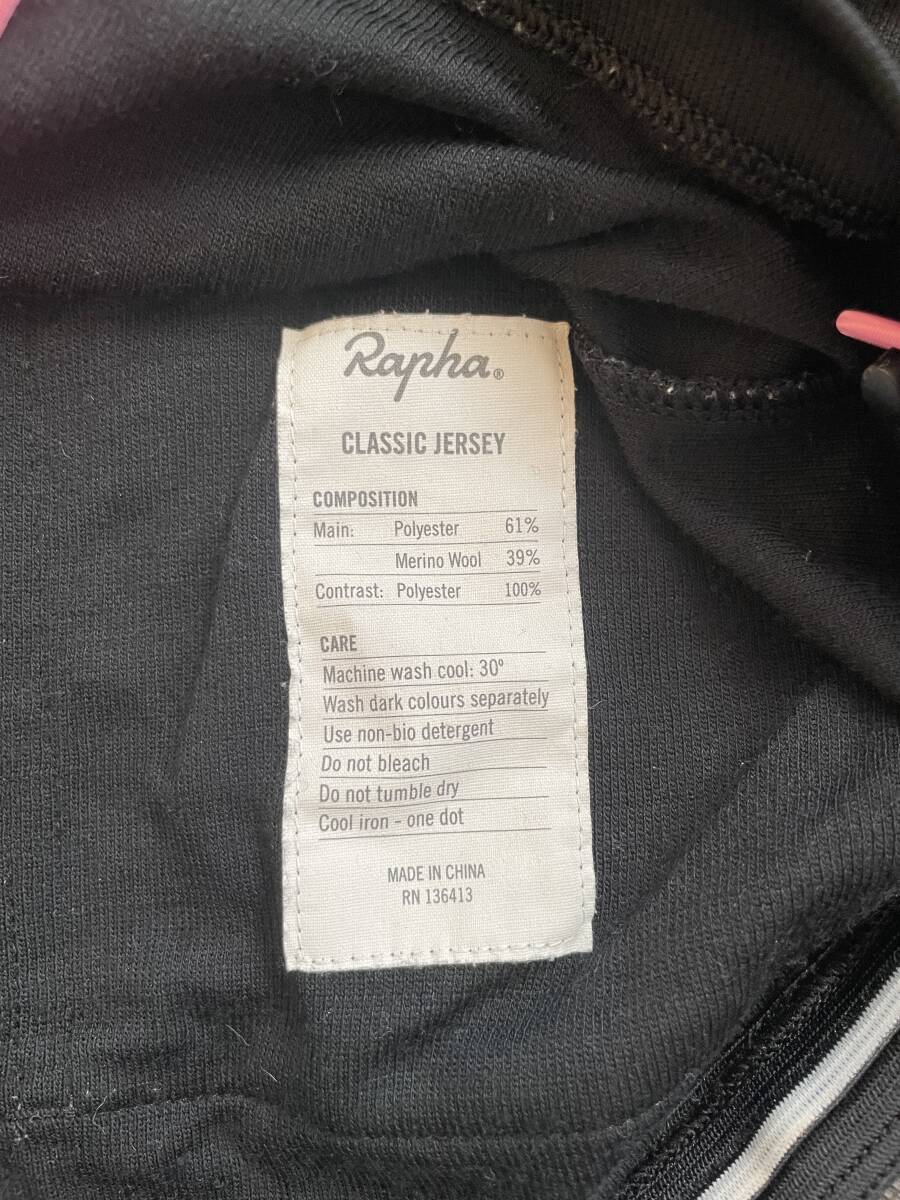 Rapha®
CLASSIC JERSEY
COMPOSITION
Main: Polyester 61%
Merino Wool 39%
Contrast: Polyester 100%
CARE
Machine wash cool: 30°
Wash dark colours separately
Use non-bio detergent
Do not bleach
Do not tumble dry
Cool iron - one dot
MADE IN CHINA
RN 136413